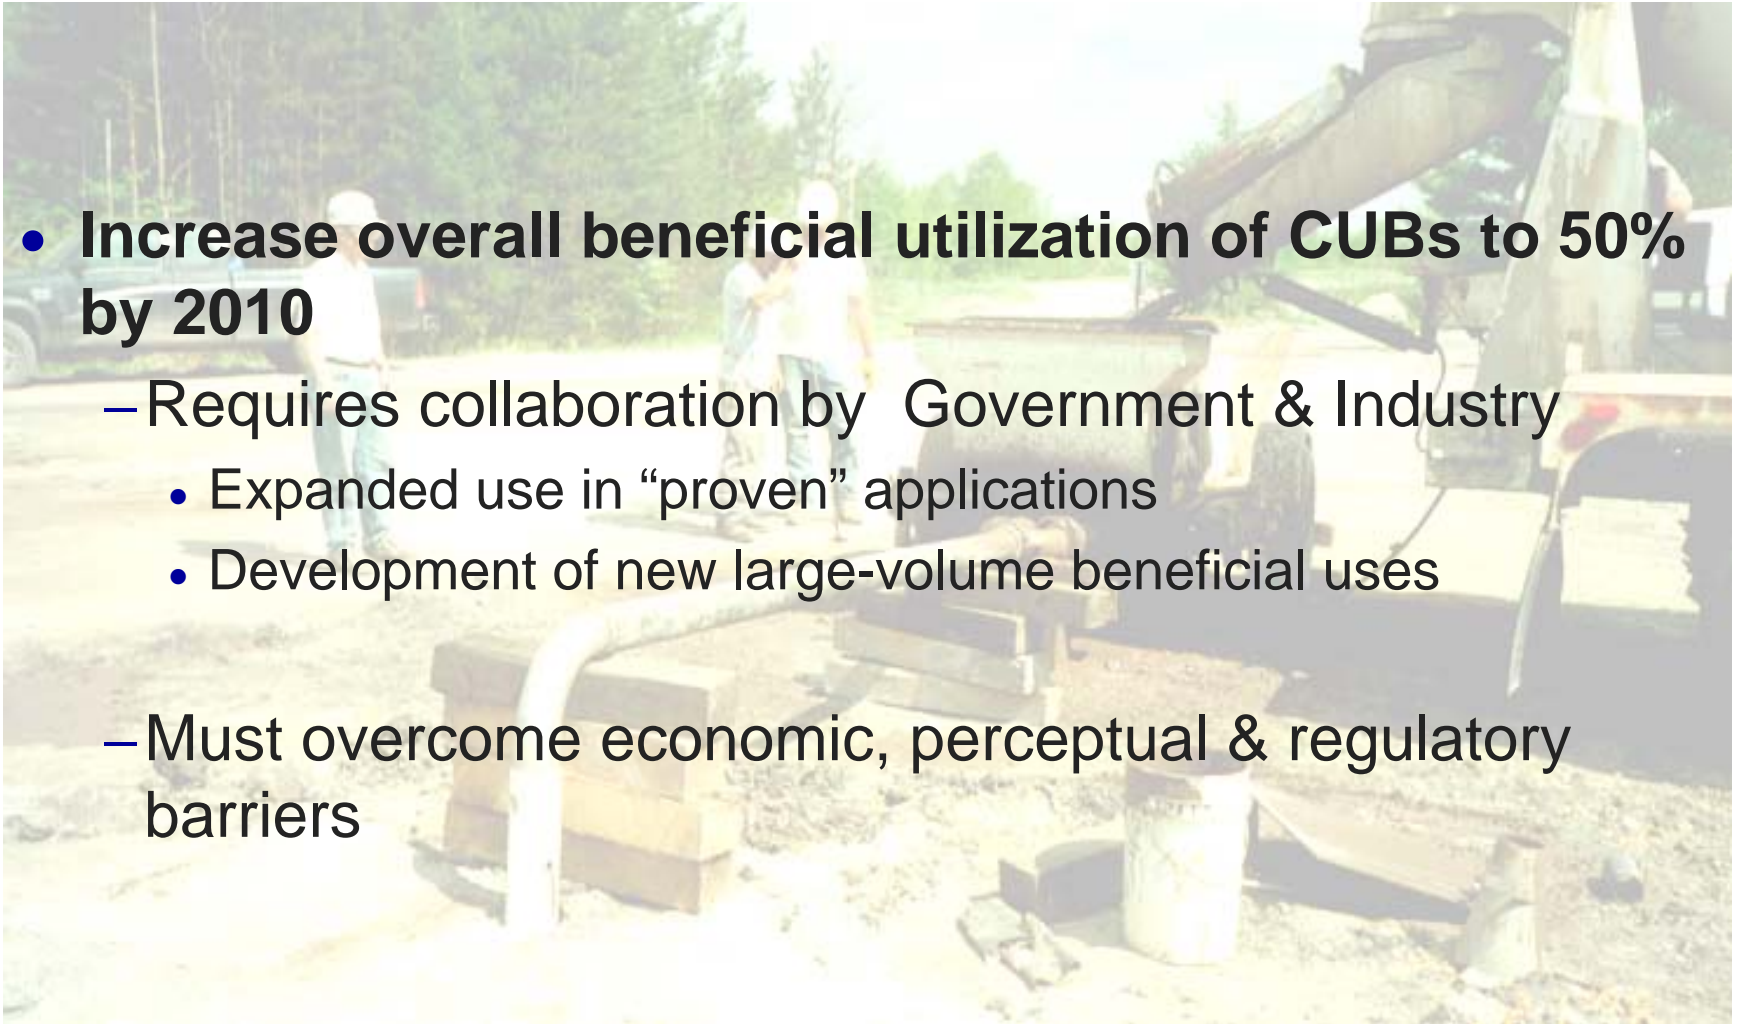 • Increase overall beneficial utilization of CUBs to 50%
by 2010
–Requires collaboration by  Government & Industry
• Expanded use in “proven” applications
• Development of new large-volume beneficial uses
–Must overcome economic, perceptual & regulatory
barriers